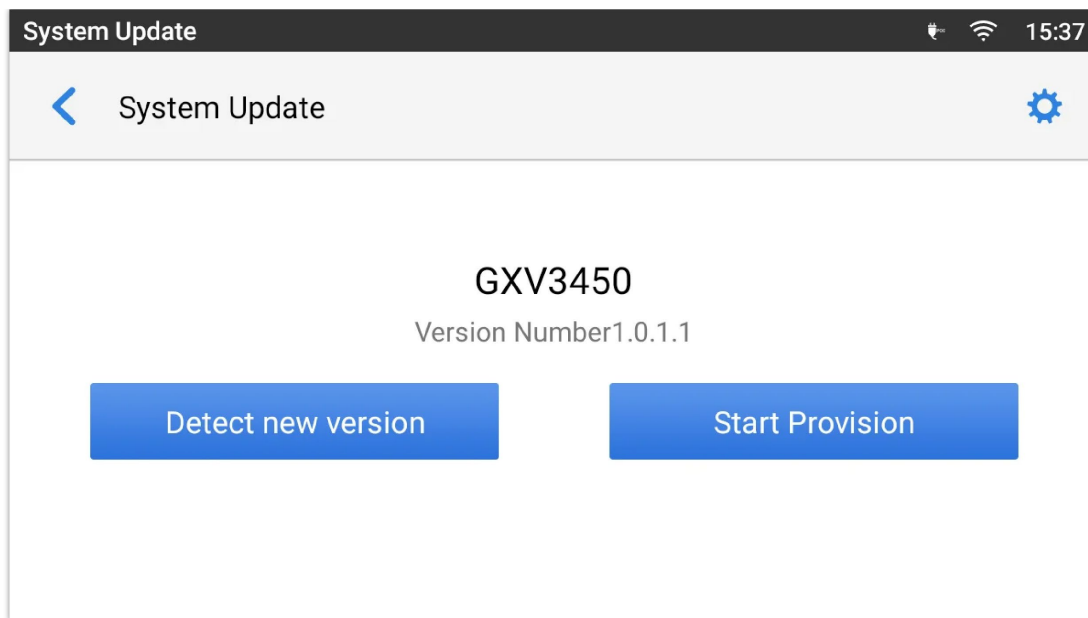 System Update
15:37
System Update
GXV3450
Version Number1.0.1.1
Detect new version
Start Provision